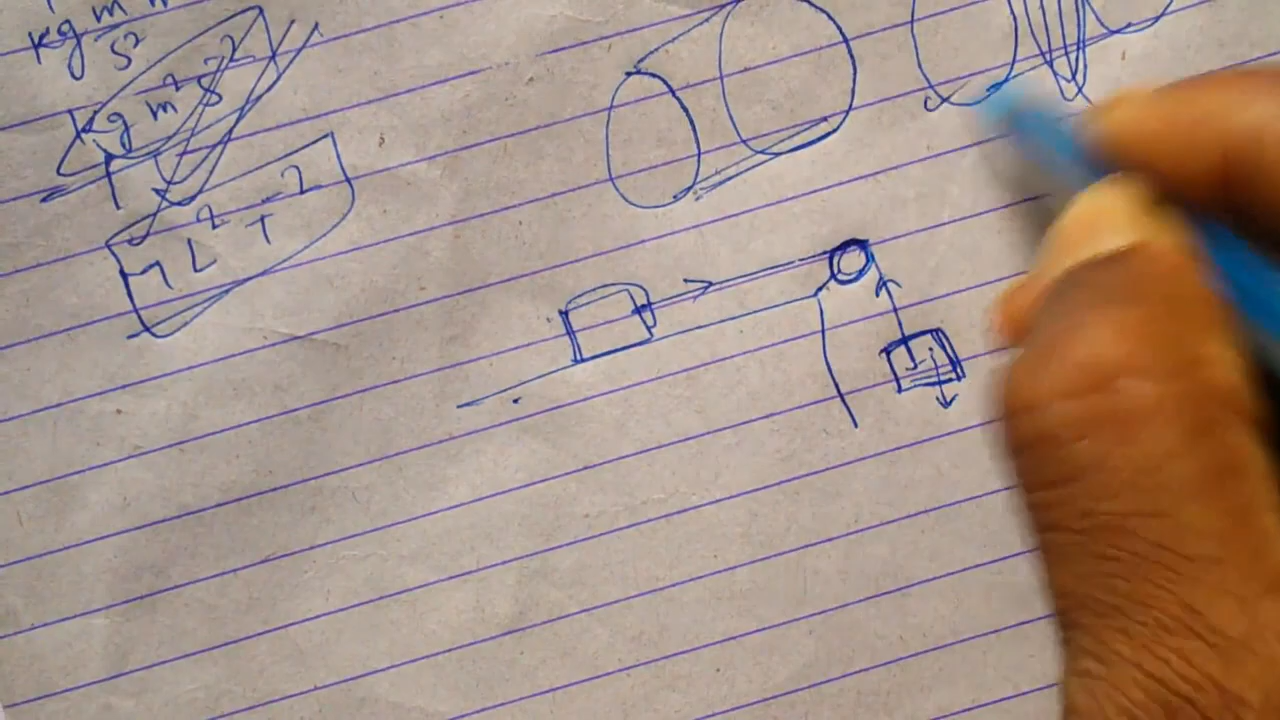 kg m
s²
kg m² s⁻²
M L² T⁻²